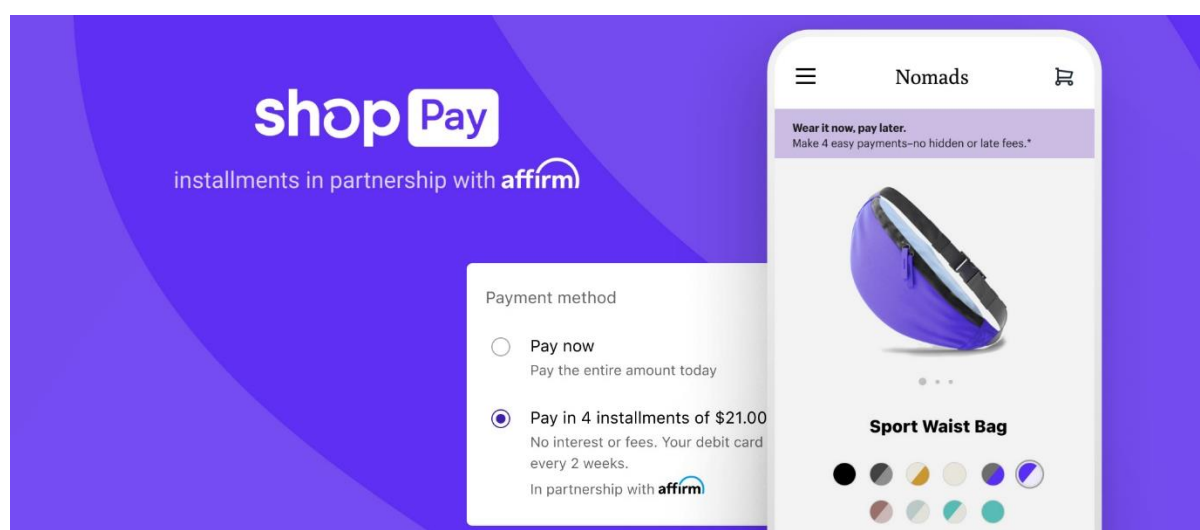 shop Pay
installments in partnership with affirm
Payment method
Pay now
Pay the entire amount today
Pay in 4 installments of $21.00
No interest or fees. Your debit card
every 2 weeks.
In partnership with affirm
Nomads
Wear it now, pay later.
Make 4 easy payments–no hidden or late fees.*
Sport Waist Bag